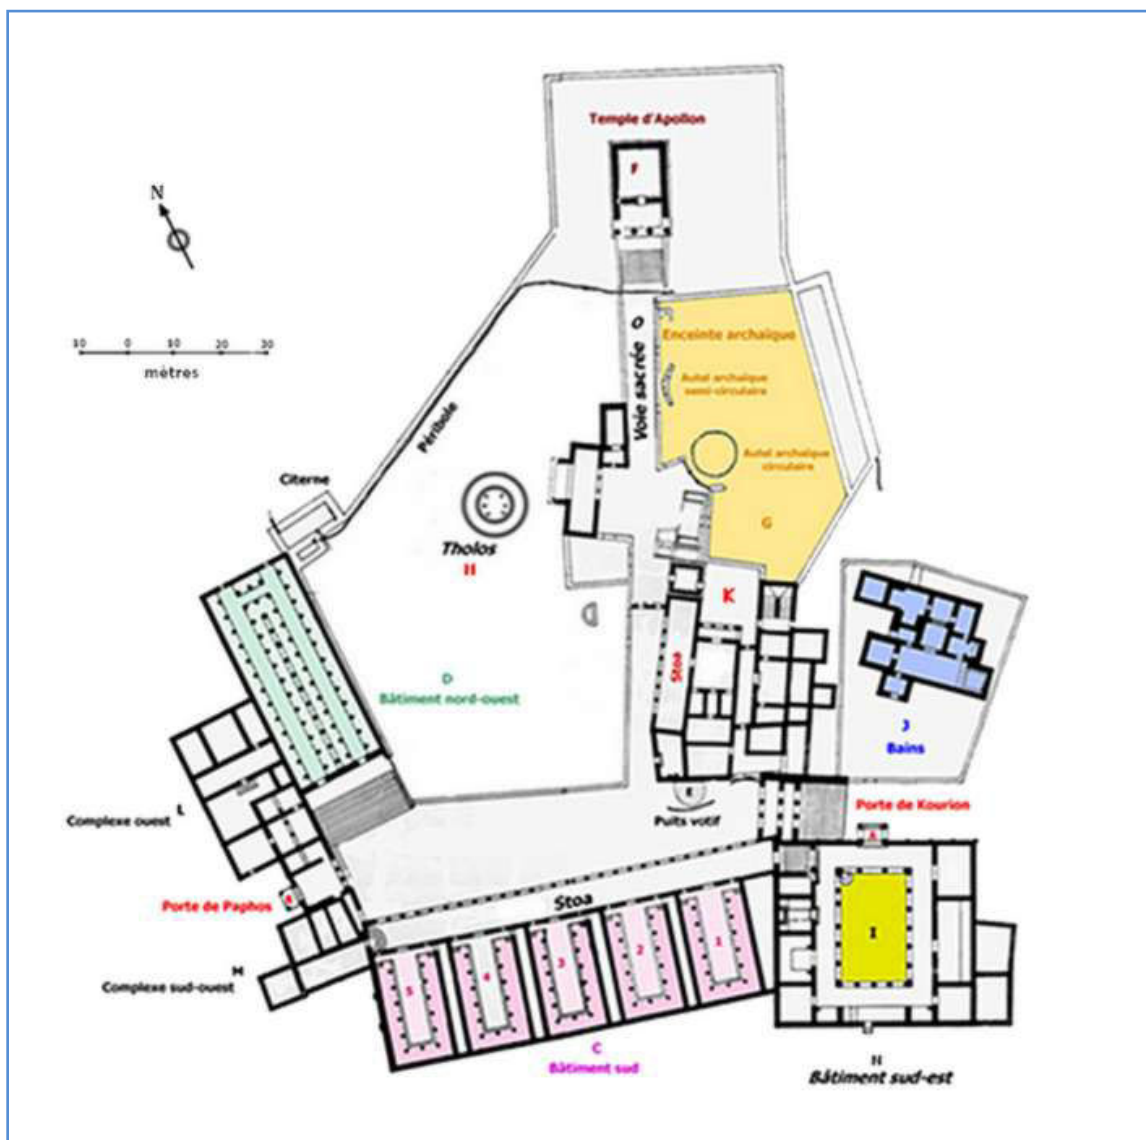 Temple d'Apollon
F
N
10 0 10 20 30
mètres
Voie sacrée O
Enceinte archaïque
Autel archaïque
semi-circulaire
Péribole
Autel archaïque
circulaire
Citerne
G
Tholos
H
K
Stoa
D
Bâtiment nord-ouest
J
Bains
E
Puits votif
Porte de Kourion
A
L
Complexe ouest
Porte de Paphos
B
Stoa
I
1
2
3
4
5
M
Complexe sud-ouest
C
Bâtiment sud
N
Bâtiment sud-est